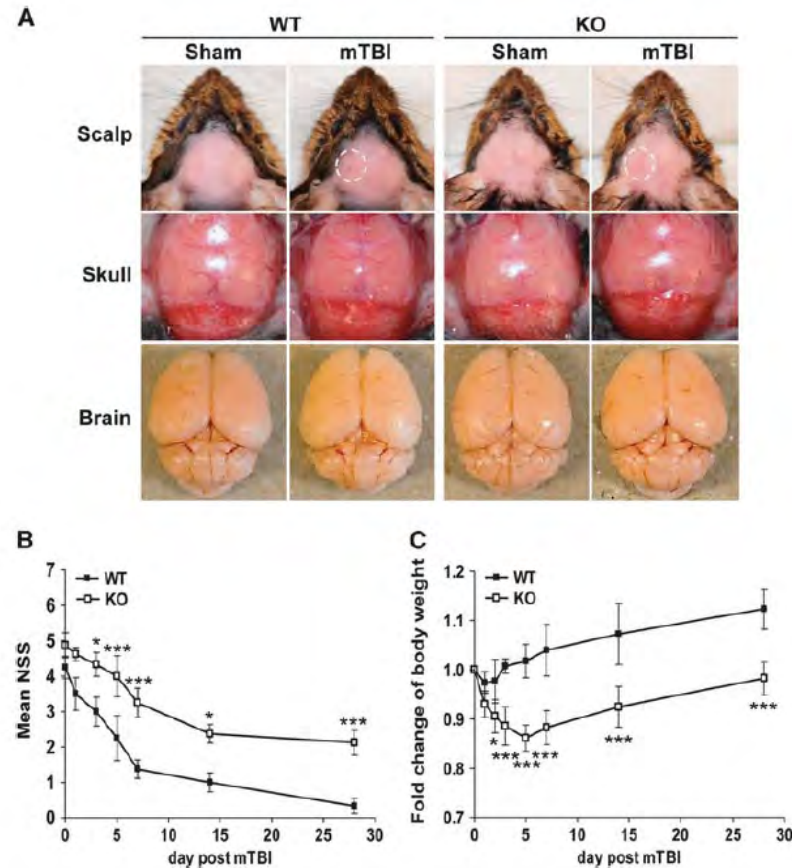 A
WT KO
Sham mTBI Sham mTBI
Scalp
Skull
Brain
B
Mean NSS
7
6
5
4
3
2
1
0
WT
KO
* *** *** * ***
0 5 10 15 20 25 30
day post mTBI
C
Fold change of body weight
1.2
1.1
1.0
0.9
0.8
0.7
WT
KO
* *** *** *** *** ***
0 5 10 15 20 25 30
day post mTBI